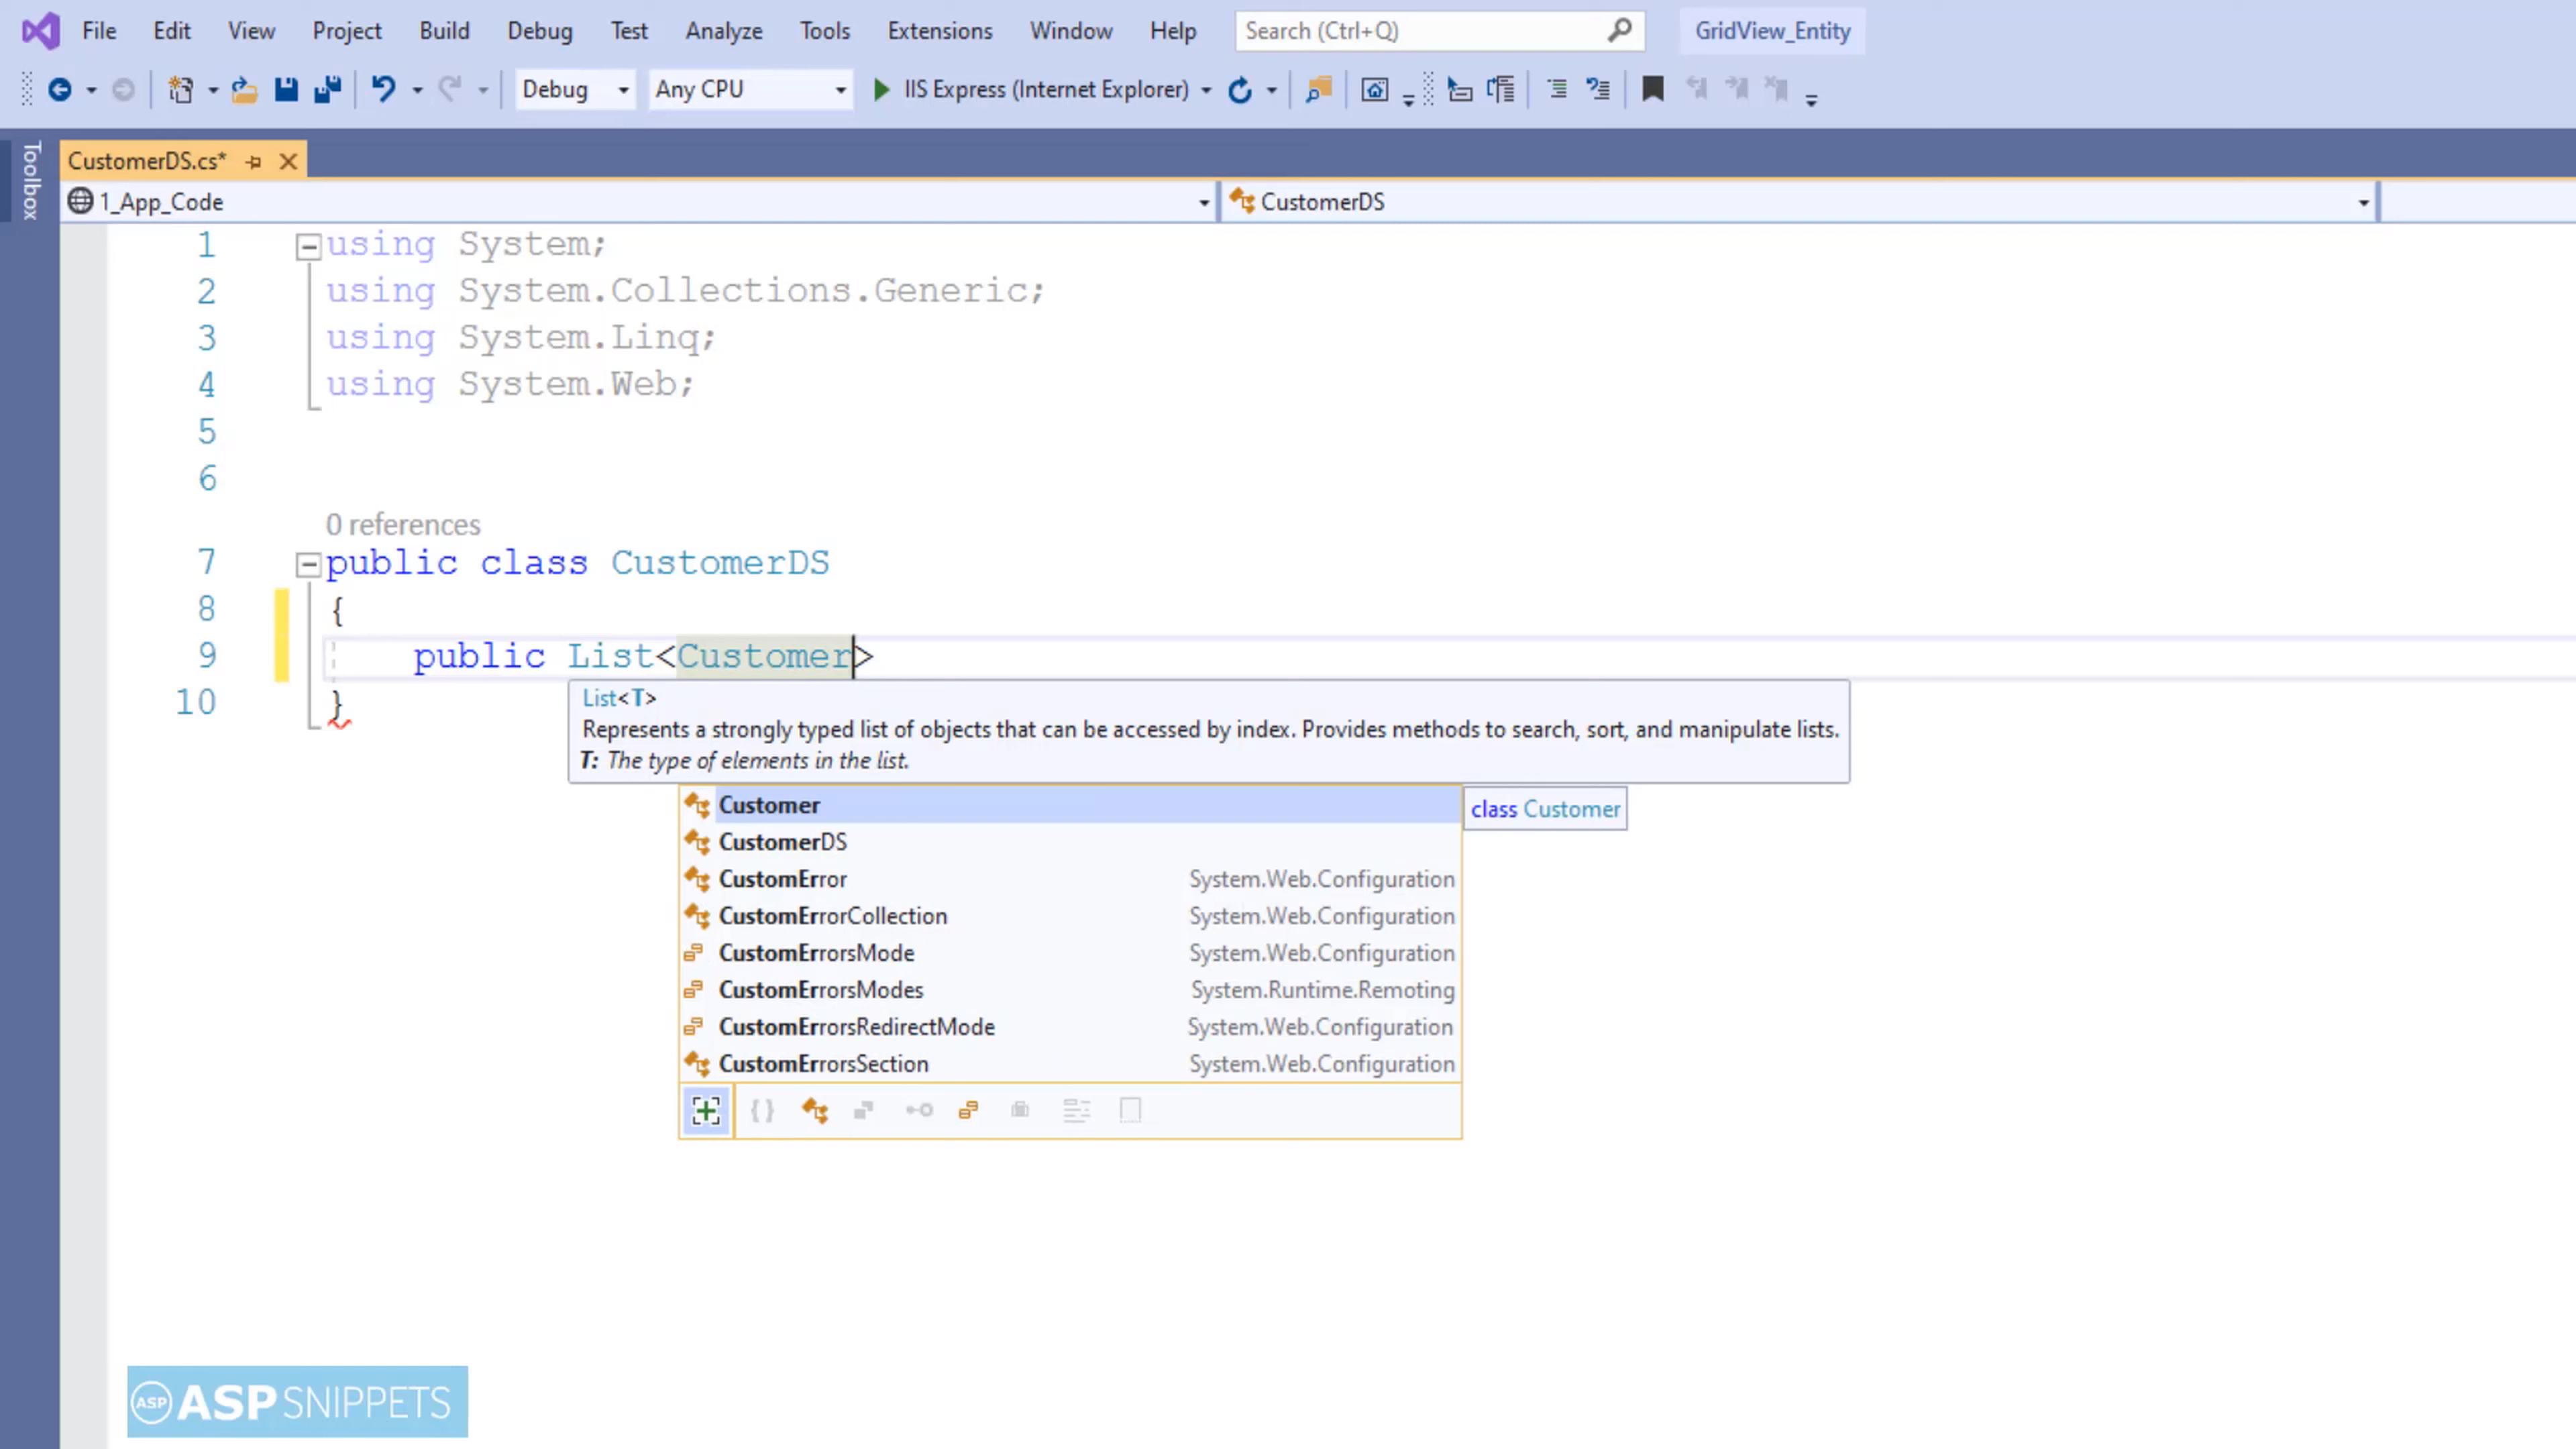 File Edit View Project Build Debug Test Analyze Tools Extensions Window Help Search (Ctrl+Q) GridView_Entity
Debug Any CPU IIS Express (Internet Explorer)
Toolbox
CustomerDS.cs*
1_App_Code CustomerDS
1 using System;
2 using System.Collections.Generic;
3 using System.Linq;
4 using System.Web;
5
6
0 references
7 public class CustomerDS
8 {
9 public List<Customer>
10 }
List<T>
Represents a strongly typed list of objects that can be accessed by index. Provides methods to search, sort, and manipulate lists.
T: The type of elements in the list.
Customer class Customer
CustomerDS
CustomError System.Web.Configuration
CustomErrorCollection System.Web.Configuration
CustomErrorsMode System.Web.Configuration
CustomErrorsModes System.Runtime.Remoting
CustomErrorsRedirectMode System.Web.Configuration
CustomErrorsSection System.Web.Configuration
ASP ASP SNIPPETS